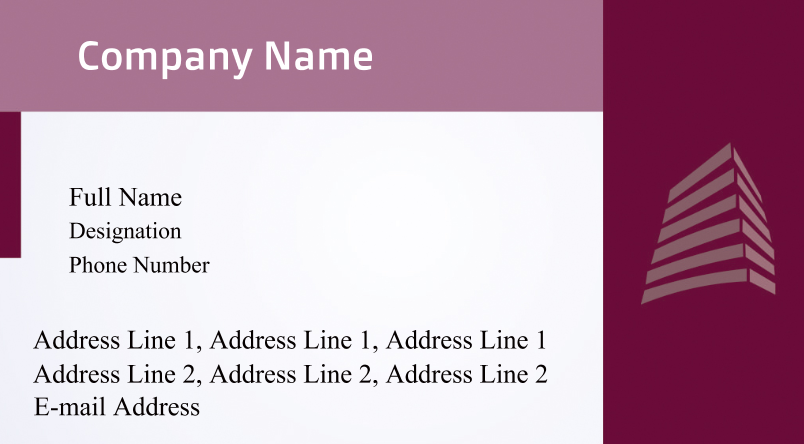 Company Name
Full Name
Designation
Phone Number
Address Line 1, Address Line 1, Address Line 1
Address Line 2, Address Line 2, Address Line 2
E-mail Address